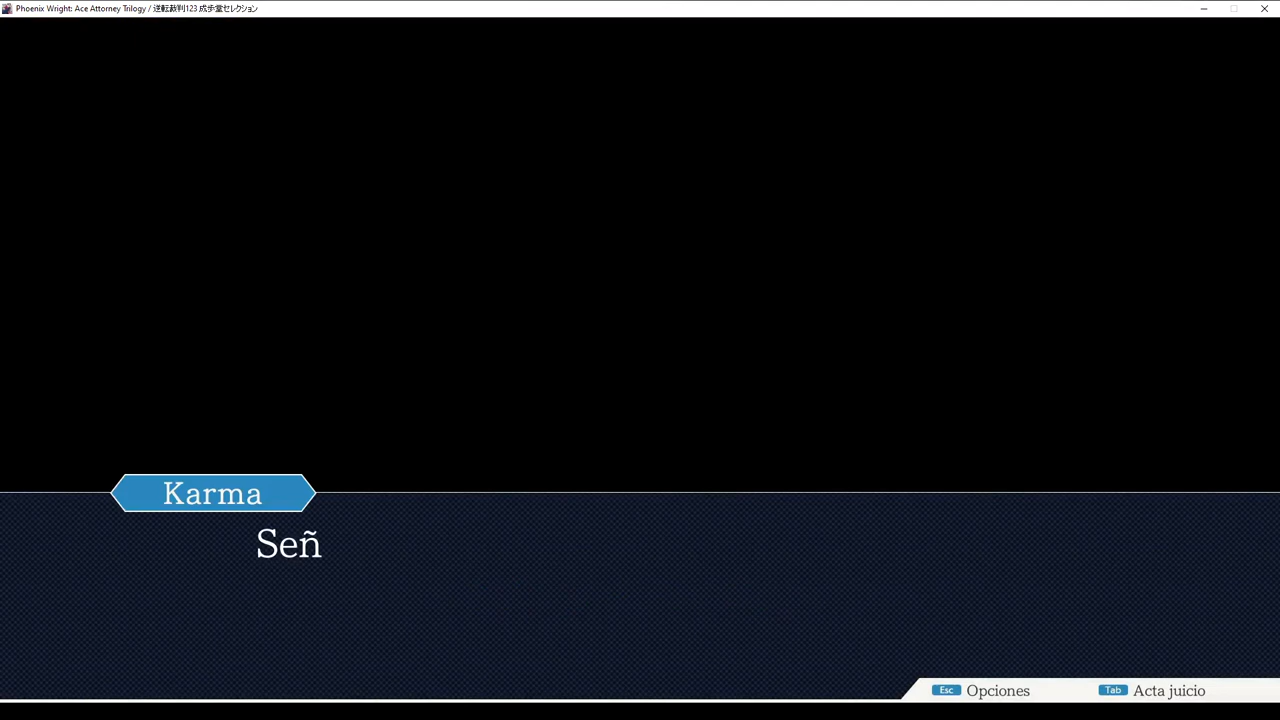 Phoenix Wright: Ace Attorney Trilogy / 逆転裁判123 成歩堂セレクション
Karma
Señ
Esc Opciones Tab Acta juicio